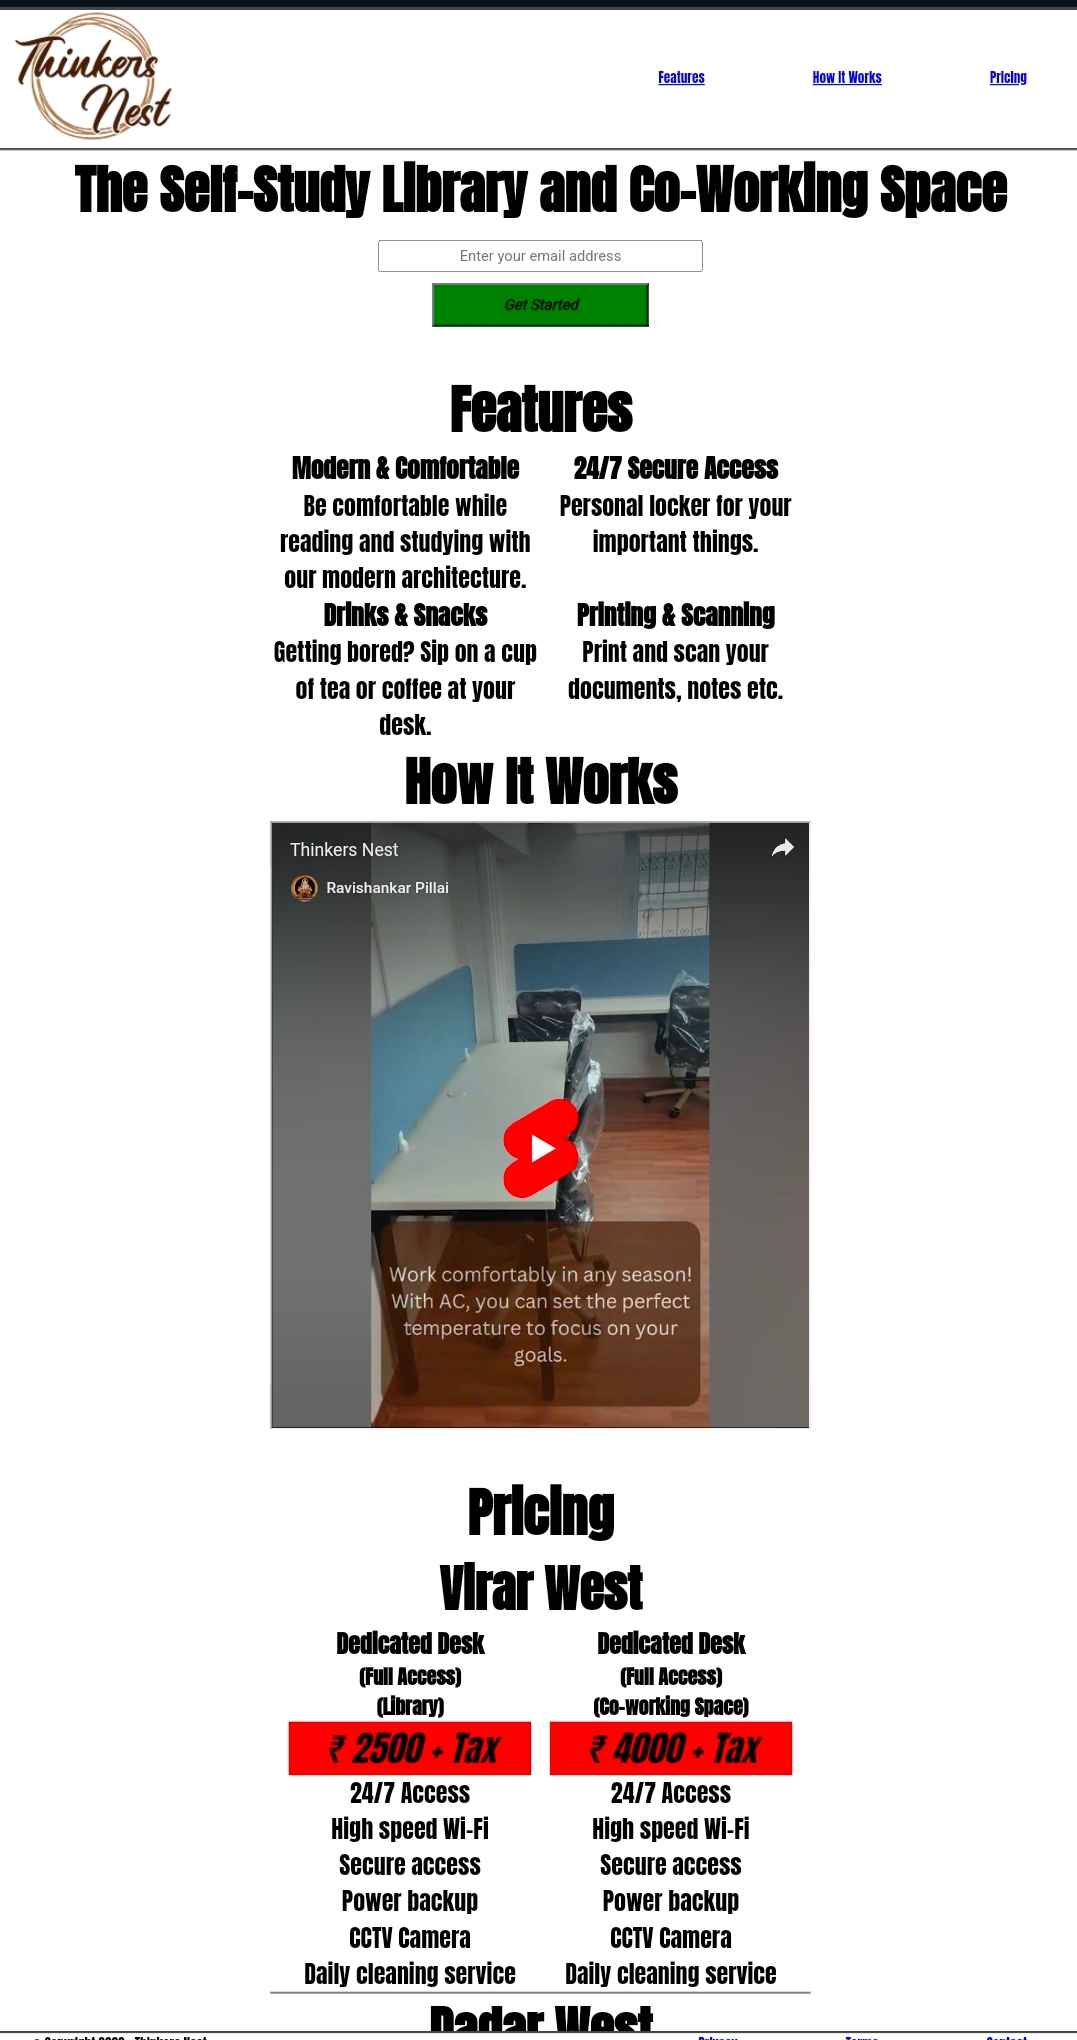 Thinkers
Nest
Features
How It Works
Pricing
The Self-Study Library and Co-Working Space
Enter your email address
Get Started
Features
Modern & Comfortable
Be comfortable while
reading and studying with
our modern architecture.
24/7 Secure Access
Personal locker for your
important things.
Drinks & Snacks
Getting bored? Sip on a cup
of tea or coffee at your
desk.
Printing & Scanning
Print and scan your
documents, notes etc.
How It Works
Thinkers Nest
Ravishankar Pillai
Work comfortably in any season!
With AC, you can set the perfect
temperature to focus on your
goals.
Pricing
Virar West
Dedicated Desk
(Full Access)
(Library)
₹ 2500 + Tax
24/7 Access
High speed Wi-Fi
Secure access
Power backup
CCTV Camera
Daily cleaning service
Dedicated Desk
(Full Access)
(Co-working Space)
₹ 4000 + Tax
24/7 Access
High speed Wi-Fi
Secure access
Power backup
CCTV Camera
Daily cleaning service
Dadar West
Privacy
Terms
Contact